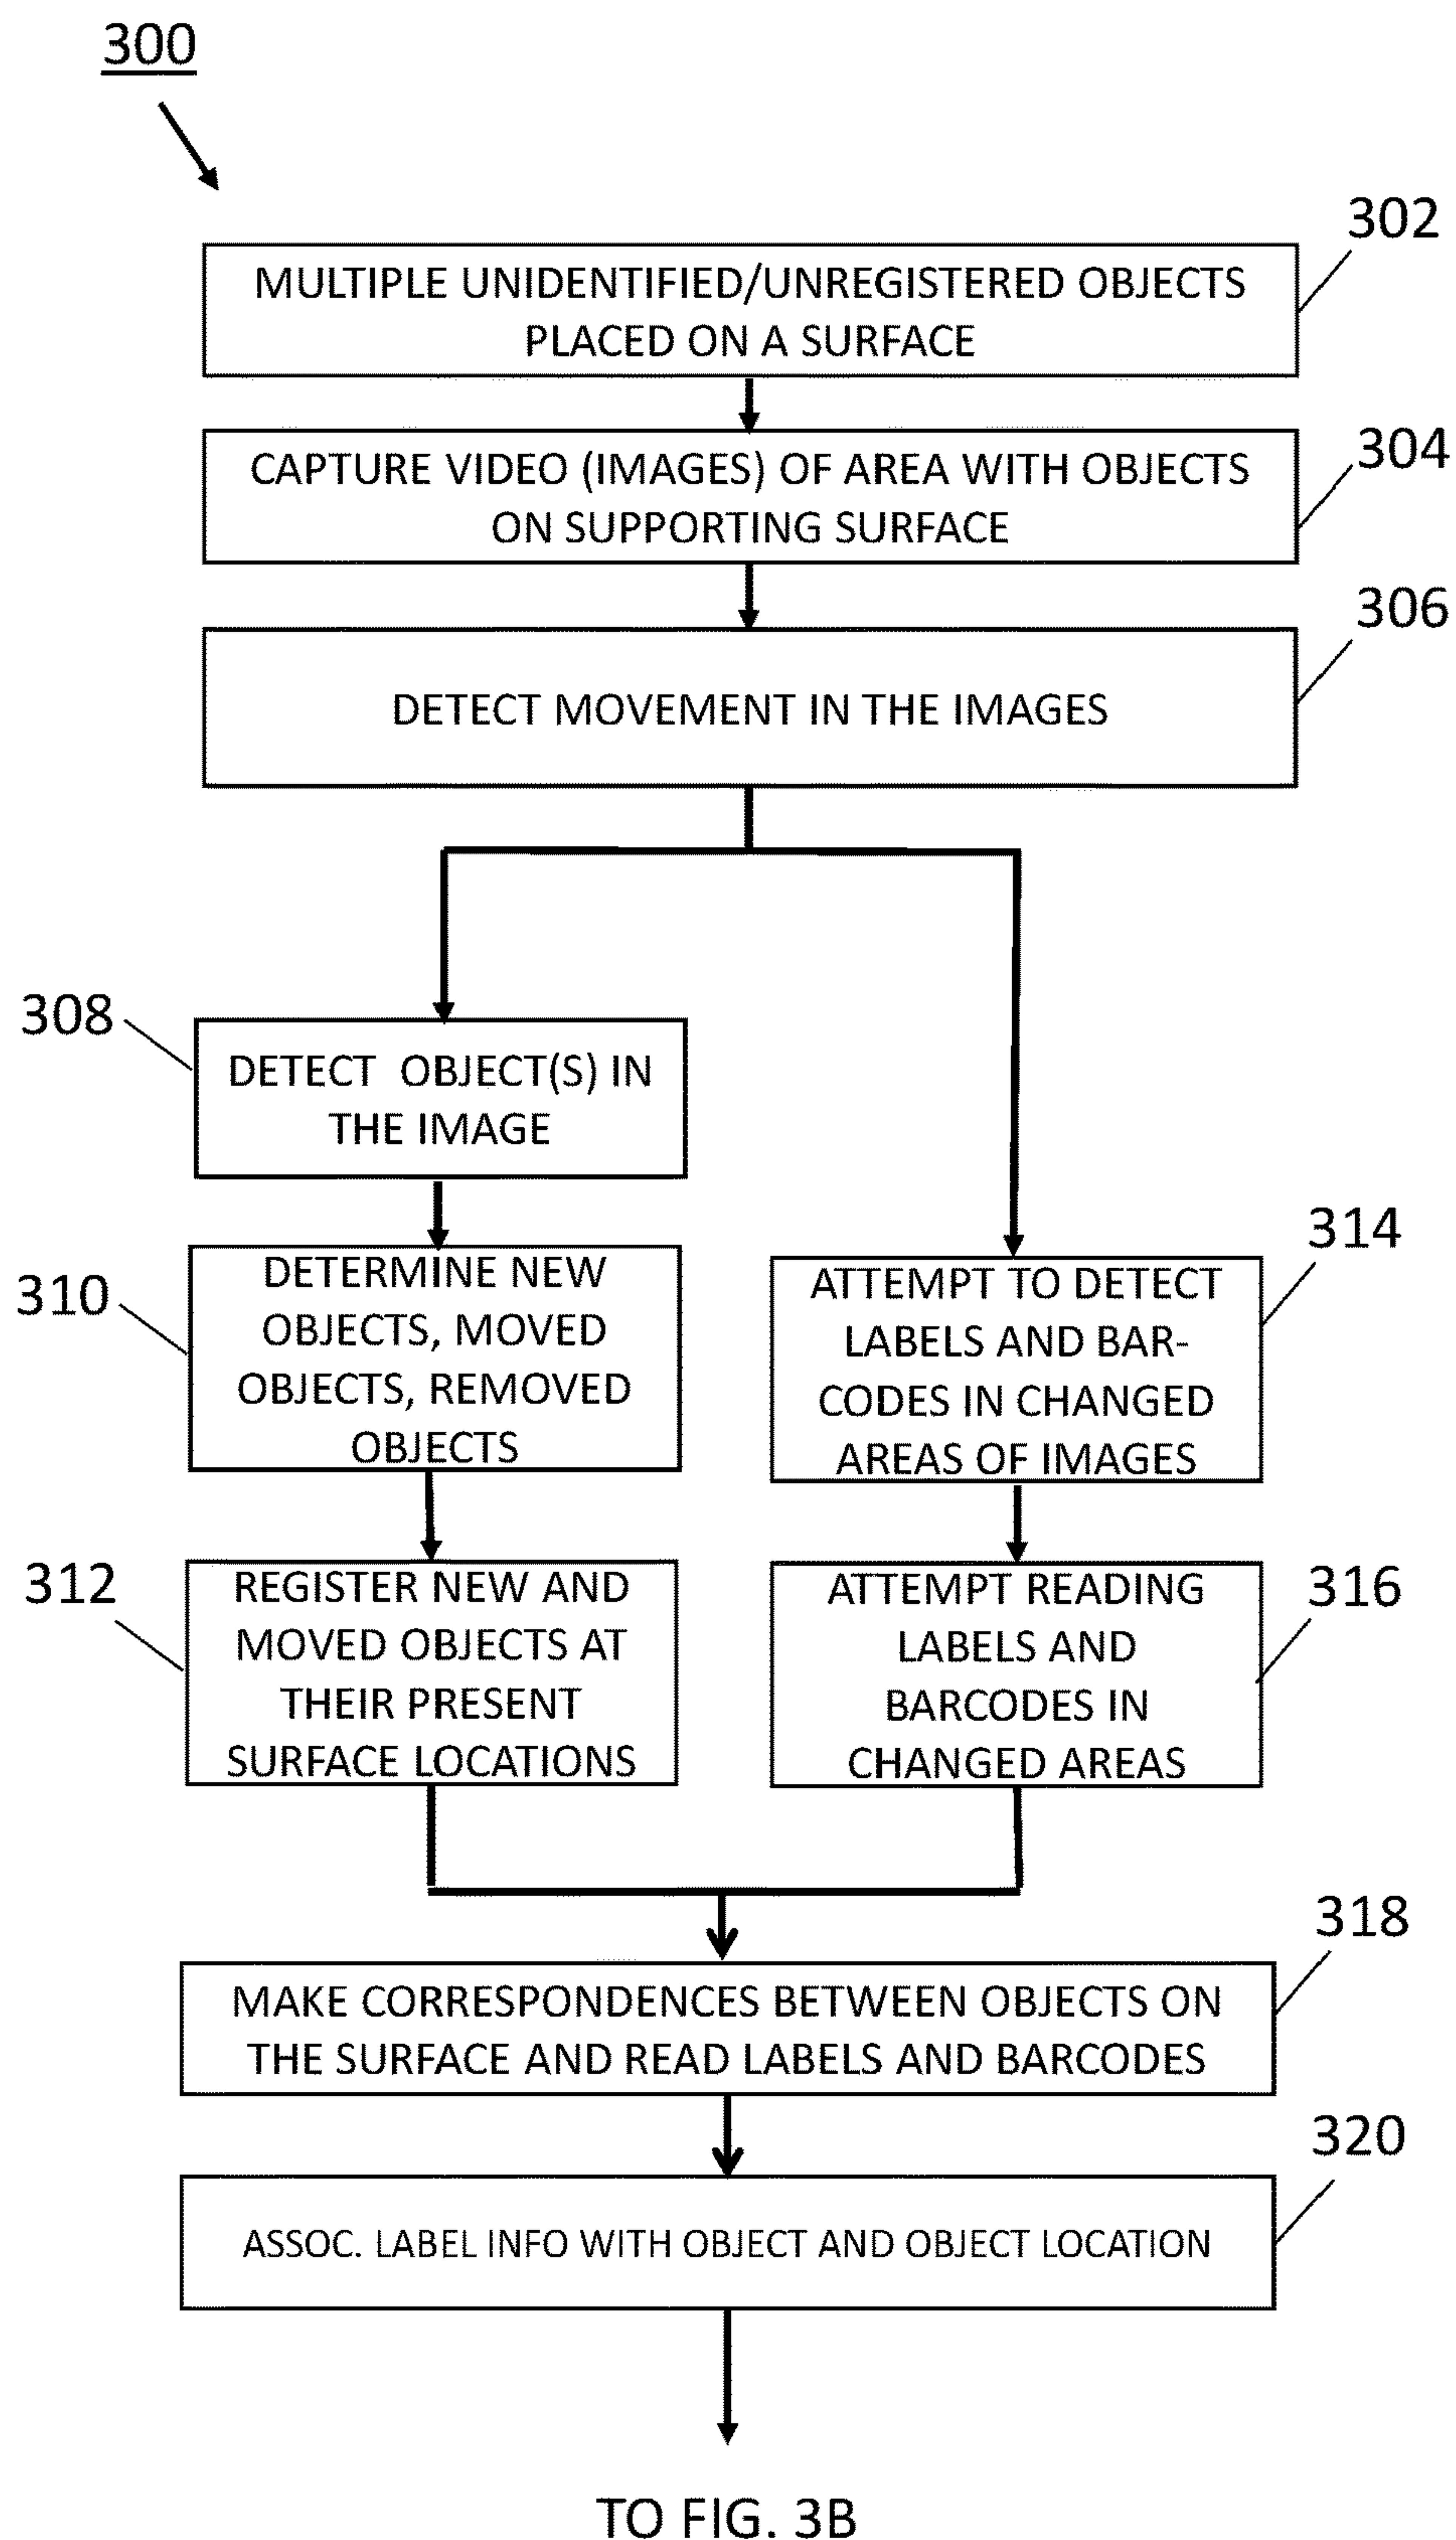 300
302
MULTIPLE UNIDENTIFIED/UNREGISTERED OBJECTS
PLACED ON A SURFACE
304
CAPTURE VIDEO (IMAGES) OF AREA WITH OBJECTS
ON SUPPORTING SURFACE
306
DETECT MOVEMENT IN THE IMAGES
308
DETECT OBJECT(S) IN
THE IMAGE
310
DETERMINE NEW
OBJECTS, MOVED
OBJECTS, REMOVED
OBJECTS
314
ATTEMPT TO DETECT
LABELS AND BAR-
CODES IN CHANGED
AREAS OF IMAGES
312
REGISTER NEW AND
MOVED OBJECTS AT
THEIR PRESENT
SURFACE LOCATIONS
316
ATTEMPT READING
LABELS AND
BARCODES IN
CHANGED AREAS
318
MAKE CORRESPONDENCES BETWEEN OBJECTS ON
THE SURFACE AND READ LABELS AND BARCODES
320
ASSOC. LABEL INFO WITH OBJECT AND OBJECT LOCATION
TO FIG. 3B